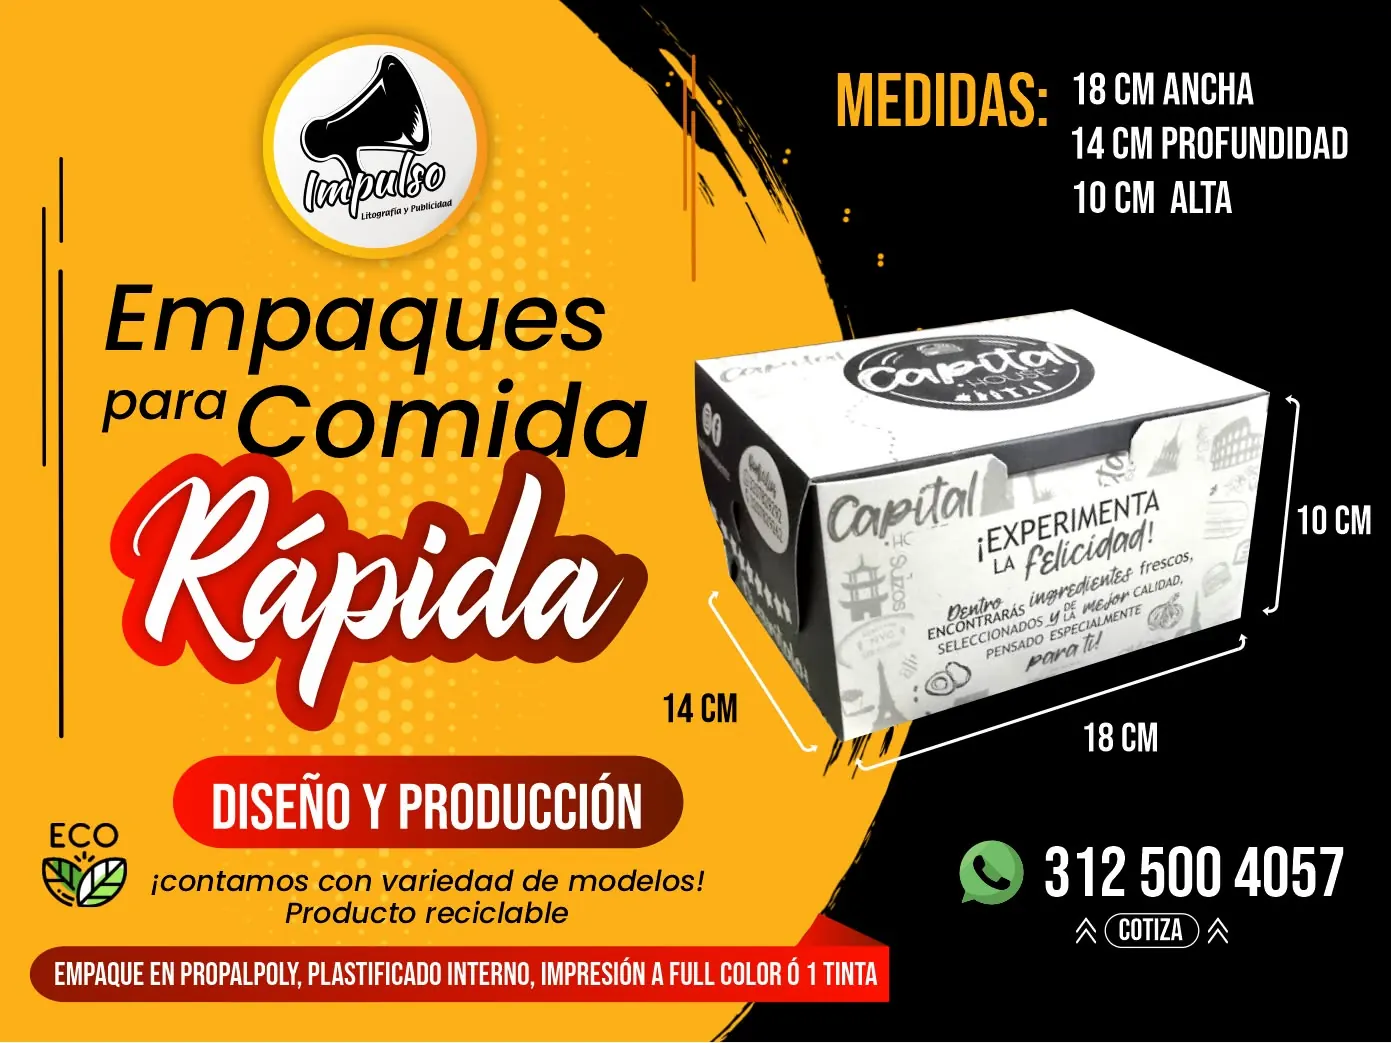 Impulso
Litografía y Publicidad
Empaques
para Comida
Rápida
DISEÑO Y PRODUCCIÓN
ECO
¡contamos con variedad de modelos!
Producto reciclable
EMPAQUE EN PROPALPOLY, PLASTIFICADO INTERNO, IMPRESIÓN A FULL COLOR Ó 1 TINTA
MEDIDAS:
18 CM ANCHA
14 CM PROFUNDIDAD
10 CM ALTA
Capital
Capital
HOUSE
Capital
¡EXPERIMENTA
LA felicidad!
Dentro
ENCONTRARÁS ingredientes frescos,
SELECCIONADOS Y DE LA mejor CALIDAD,
PENSADO ESPECIALMENTE
para ti!
10 CM
14 CM
18 CM
312 500 4057
COTIZA